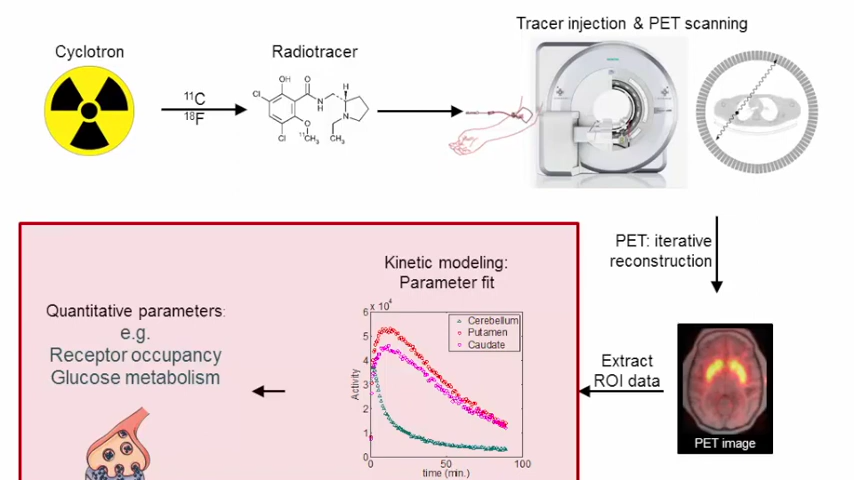 Tracer injection & PET scanning
Cyclotron
Radiotracer
11C
18F
OH
O
Cl
N
H
H
N
O
11CH3
CH3
Cl
PET: iterative
reconstruction
Kinetic modeling:
Parameter fit
Quantitative parameters:
e.g.
Receptor occupancy
Glucose metabolism
x 10^4
6
5
4
3
2
1
0
Activity
Cerebellum
Putamen
Caudate
0
50
100
time (min.)
Extract
ROI data
PET image